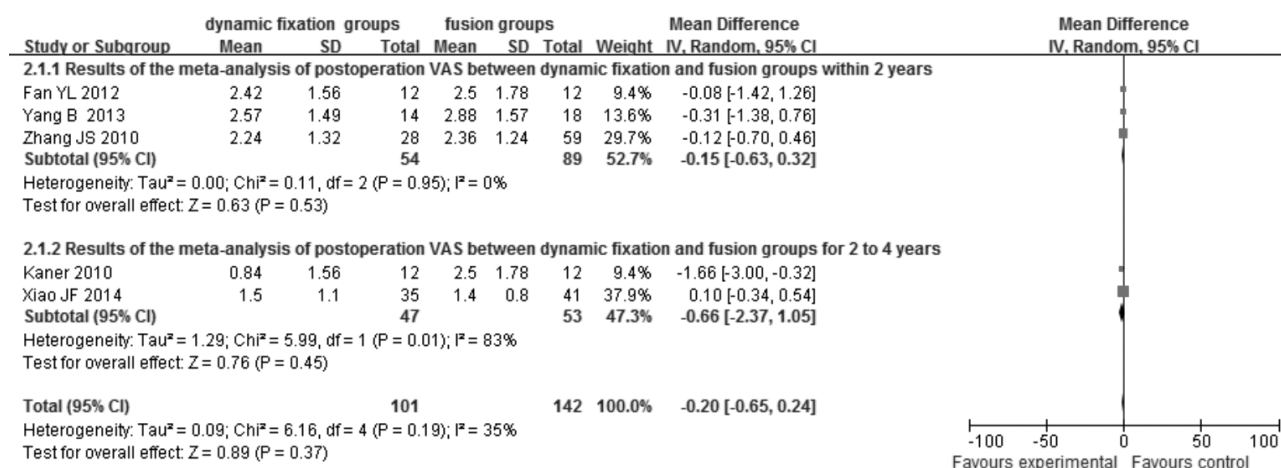 dynamic fixation groups fusion groups Mean Difference Mean Difference
Study or Subgroup Mean SD Total Mean SD Total Weight IV, Random, 95% CI IV, Random, 95% CI
2.1.1 Results of the meta-analysis of postoperation VAS between dynamic fixation and fusion groups within 2 years
Fan YL 2012 2.42 1.56 12 2.5 1.78 12 9.4% -0.08 [-1.42, 1.26]
Yang B 2013 2.57 1.49 14 2.88 1.57 18 13.6% -0.31 [-1.38, 0.76]
Zhang JS 2010 2.24 1.32 28 2.36 1.24 59 29.7% -0.12 [-0.70, 0.46]
Subtotal (95% CI) 54 89 52.7% -0.15 [-0.63, 0.32]
Heterogeneity: Tau² = 0.00; Chi² = 0.11, df = 2 (P = 0.95); I² = 0%
Test for overall effect: Z = 0.63 (P = 0.53)
2.1.2 Results of the meta-analysis of postoperation VAS between dynamic fixation and fusion groups for 2 to 4 years
Kaner 2010 0.84 1.56 12 2.5 1.78 12 9.4% -1.66 [-3.00, -0.32]
Xiao JF 2014 1.5 1.1 35 1.4 0.8 41 37.9% 0.10 [-0.34, 0.54]
Subtotal (95% CI) 47 53 47.3% -0.66 [-2.37, 1.05]
Heterogeneity: Tau² = 1.29; Chi² = 5.99, df = 1 (P = 0.01); I² = 83%
Test for overall effect: Z = 0.76 (P = 0.45)
Total (95% CI) 101 142 100.0% -0.20 [-0.65, 0.24]
Heterogeneity: Tau² = 0.09; Chi² = 6.16, df = 4 (P = 0.19); I² = 35%
Test for overall effect: Z = 0.89 (P = 0.37)
-100 -50 0 50 100
Favours experimental Favours control